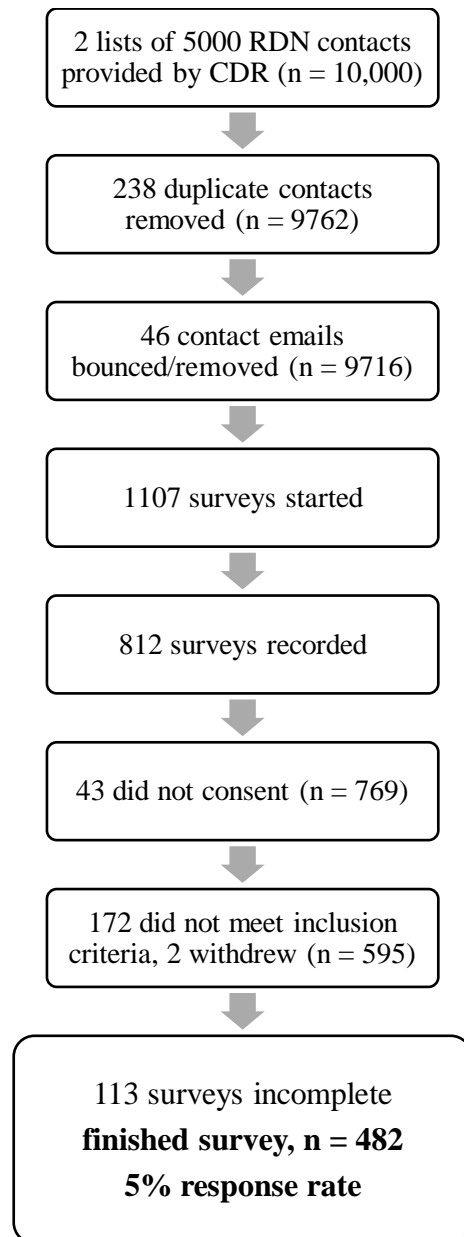 2 lists of 5000 RDN contacts
provided by CDR (n = 10,000)
238 duplicate contacts
removed (n = 9762)
46 contact emails
bounced/removed (n = 9716)
1107 surveys started
812 surveys recorded
43 did not consent (n = 769)
172 did not meet inclusion
criteria, 2 withdrew (n = 595)
113 surveys incomplete
finished survey, n = 482
5% response rate